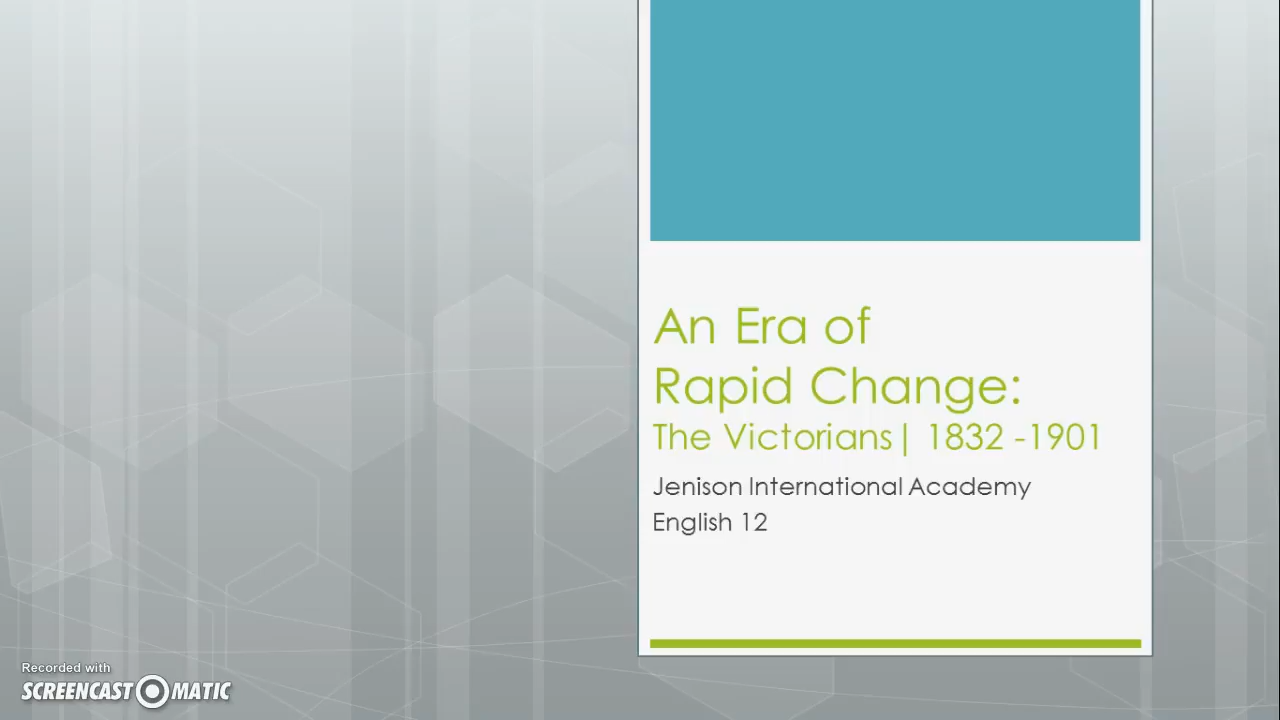 An Era of
Rapid Change:
The Victorians| 1832 -1901
Jenison International Academy
English 12
Recorded with
SCREENCAST MATIC